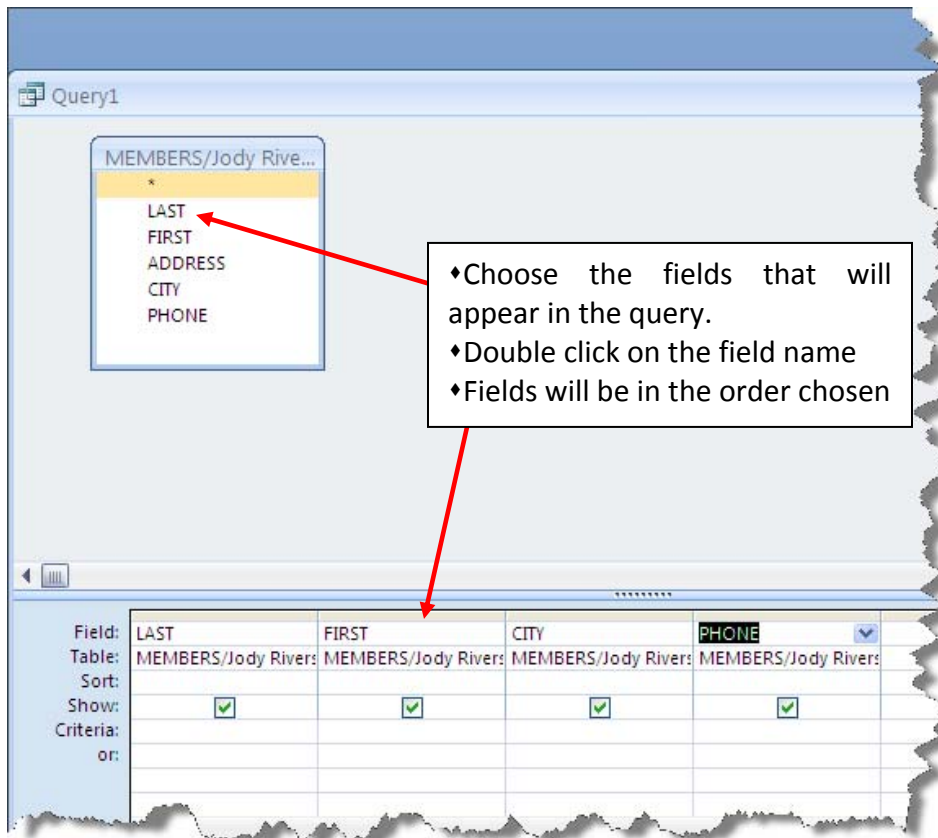 Query1
MEMBERS/Jody Rive...
*
LAST
FIRST
ADDRESS
CITY
PHONE
♦Choose the fields that will
appear in the query.
♦Double click on the field name
♦Fields will be in the order chosen
Field: LAST FIRST CITY PHONE
Table: MEMBERS/Jody Rivers MEMBERS/Jody Rivers MEMBERS/Jody Rivers MEMBERS/Jody Rivers
Sort:
Show:
Criteria:
or: